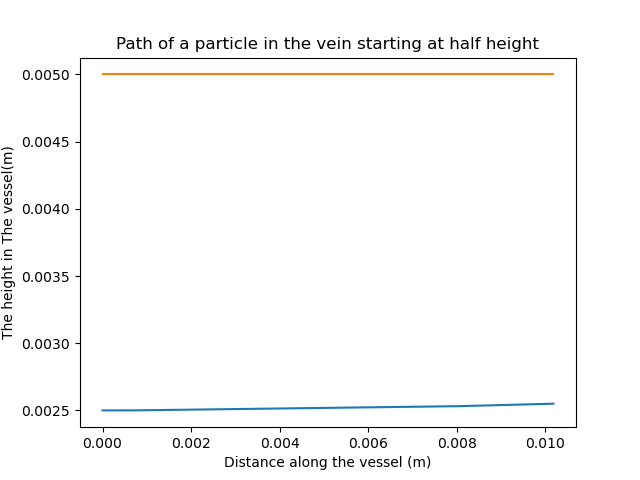 Path of a particle in the vein starting at half height
The height in The vessel(m)
0.0050
0.0045
0.0040
0.0035
0.0030
0.0025
0.000 0.002 0.004 0.006 0.008 0.010
Distance along the vessel (m)